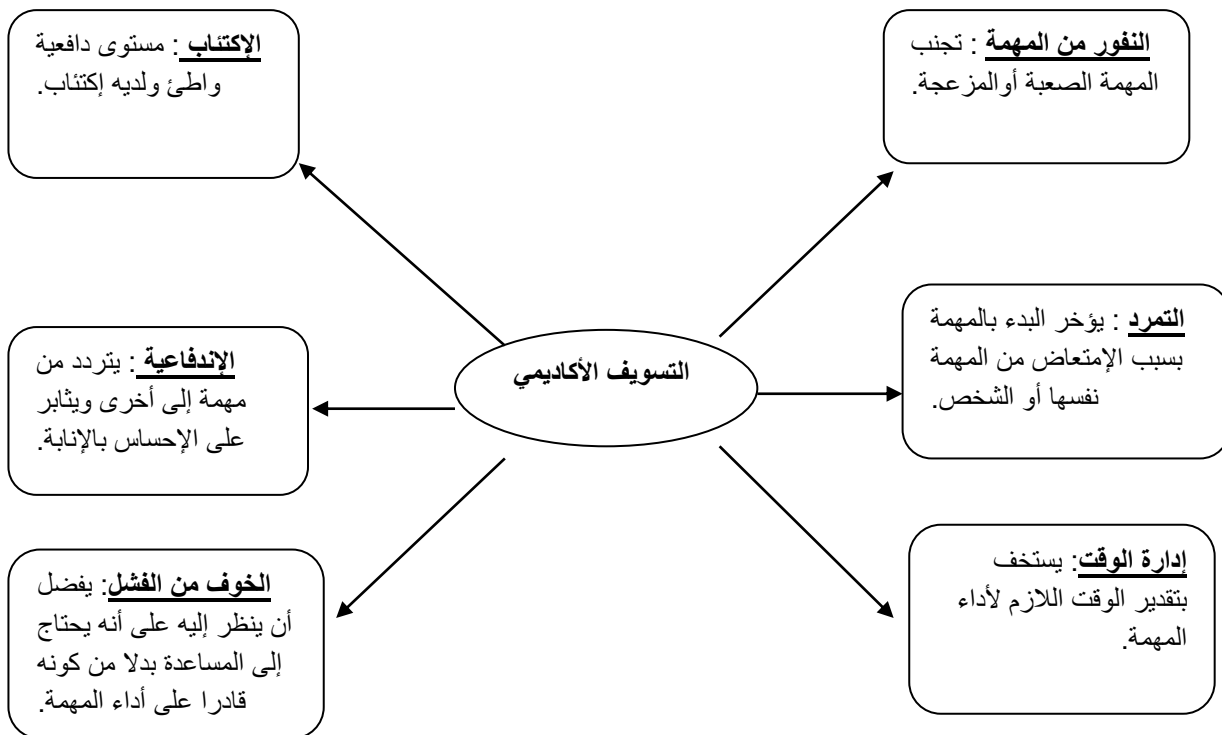 النفور من المهمة : تجنب
المهمة الصعبة أوالمزعجة.
الإكتئاب : مستوى دافعية
واطئ ولديه إكتئاب.
التمرد : يؤخر البدء بالمهمة
بسبب الإمتعاض من المهمة
نفسها أو الشخص.
التسويف الأكاديمي
الإندفاعية : يتردد من
مهمة إلى أخرى ويثابر
على الإحساس بالإنابة.
إدارة الوقت: يستخف
بتقدير الوقت اللازم لأداء
المهمة.
الخوف من الفشل: يفضل
أن ينظر إليه على أنه يحتاج
إلى المساعدة بدلا من كونه
قادرا على أداء المهمة.